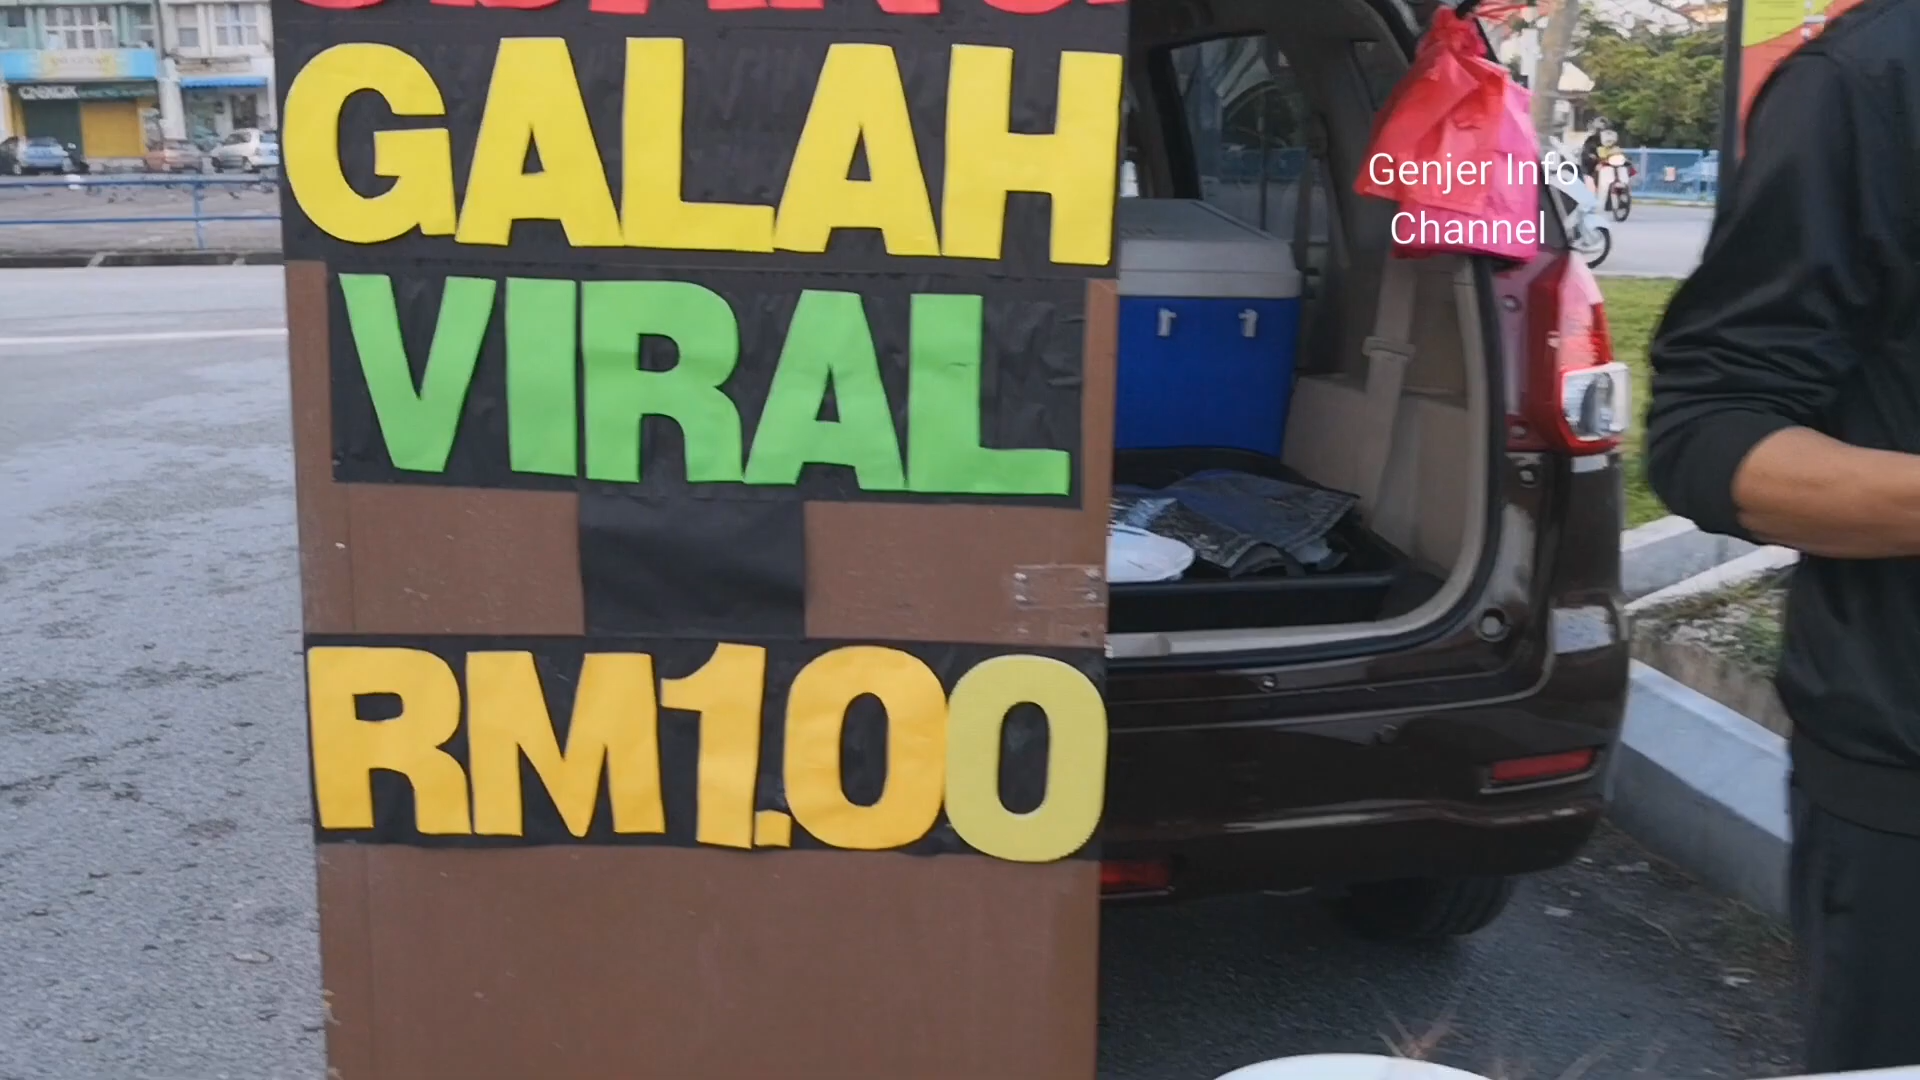 GALAH
VIRAL
RM1.00
Genjer Info
Channel